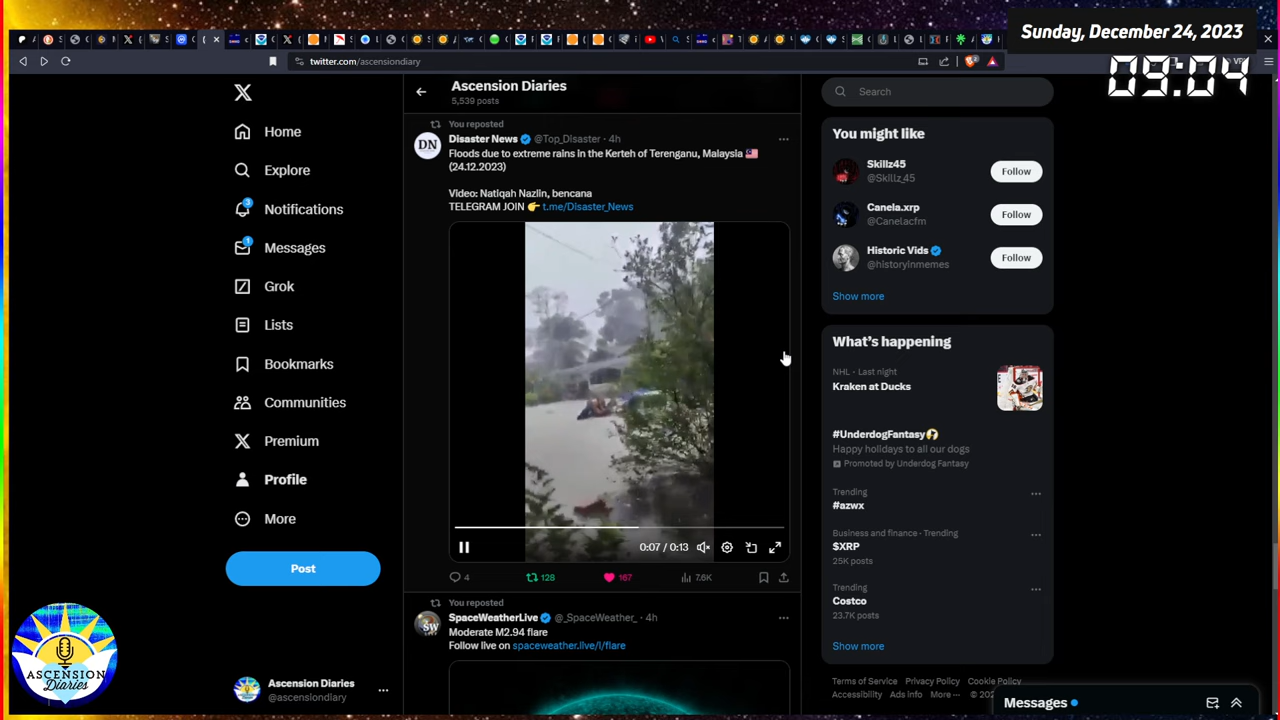 Sunday, December 24, 2023
09:04
twitter.com/ascensiondiary
VPN
Ascension Diaries
5,539 posts
Home
Explore
3
Notifications
1
Messages
Grok
Lists
Bookmarks
Communities
Premium
Profile
More
Post
Ascension Diaries
@ascensiondiary
ASCENSION
Diaries
You reposted
DN
Disaster News @Top_Disaster · 4h
Floods due to extreme rains in the Kerteh of Terenganu, Malaysia
(24.12.2023)
Video: Natiqah Nazlin, bencana
TELEGRAM JOIN 👉 t.me/Disaster_News
0:07 / 0:13
4
128
167
7.6K
You reposted
SW
SpaceWeatherLive @_SpaceWeather_ · 4h
Moderate M2.94 flare
Follow live on spaceweather.live/l/flare
Search
You might like
Skillz45
@Skillz_45
Follow
Canela.xrp
@Canelacfm
Follow
Historic Vids
@historyinmemes
Follow
Show more
What's happening
NHL · Last night
Kraken at Ducks
#UnderdogFantasy
Happy holidays to all our dogs
Promoted by Underdog Fantasy
Trending
#azwx
Business and finance · Trending
$XRP
25K posts
Trending
Costco
23.7K posts
Show more
Terms of Service Privacy Policy Cookie Policy
Accessibility Ads info More ··· © 202
Messages